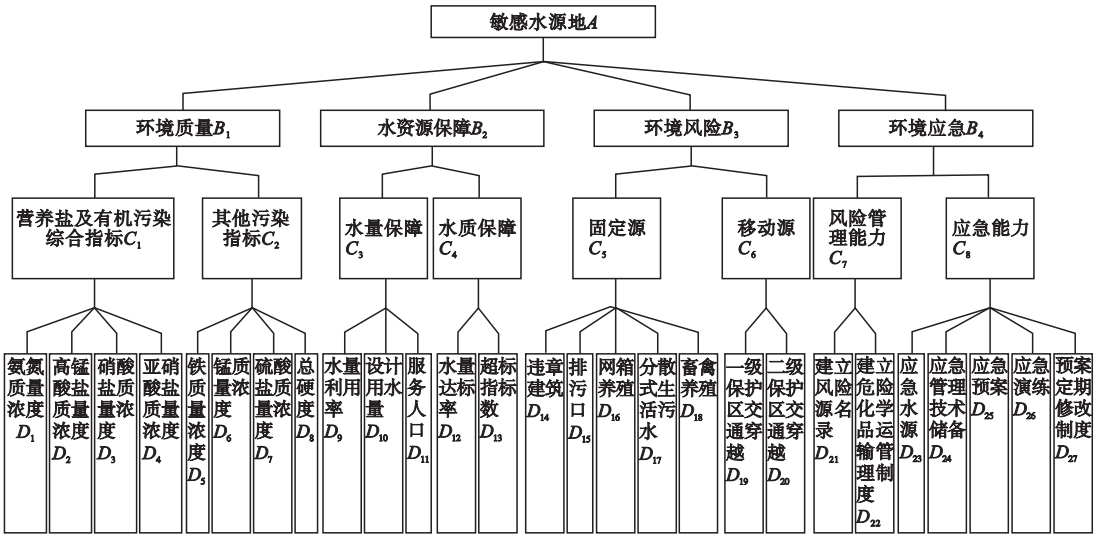 敏感水源地A
环境质量B₁
水资源保障B₂
环境风险B₃
环境应急B₄
营养盐及有机污染
综合指标C₁
其他污染
指标C₂
水量保障
C₃
水质保障
C₄
固定源
C₅
移动源
C₆
风险管
理能力
C₇
应急能力
C₈
氨氮
质量
浓度
D₁
高锰
酸盐
质量
浓度
D₂
硝酸
盐质
量浓
度
D₃
亚硝
酸盐
质量
浓度
D₄
铁
质
量
浓
度
D₅
锰质
量浓
度
D₆
硫酸
盐质
量浓
度
D₇
总
硬
度
D₈
水量
利用
率
D₉
设计
用水
量
D₁₀
服
务
人
口
D₁₁
水量
达标
率
D₁₂
超标
指标
数
D₁₃
违章
建筑
D₁₄
排
污
口
D₁₅
网箱
养殖
D₁₆
分散
式生
活污
水
D₁₇
畜禽
养殖
D₁₈
一级
保护
区交
通穿
越
D₁₉
二级
保护
区交
通穿
越
D₂₀
建立
风险
源名
录
D₂₁
建立
危险
化学
品运
输管
理制
度
D₂₂
应
急
水
源
D₂₃
应急
管理
技术
储备
D₂₄
应急
预案
D₂₅
应急
演练
D₂₆
预案
定期
修改
制度
D₂₇